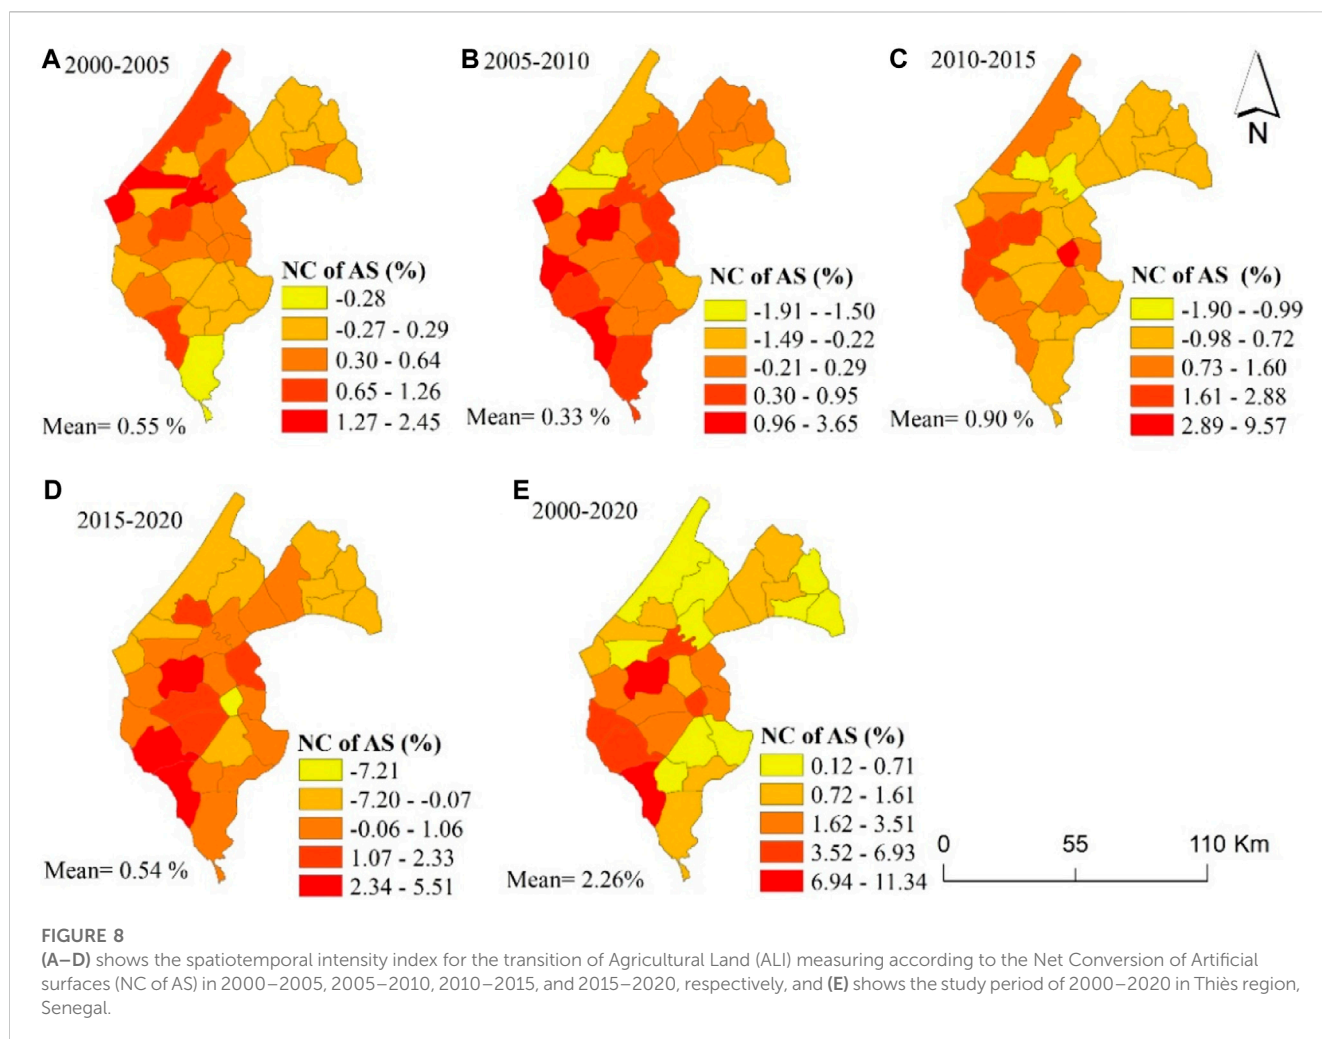 A 2000-2005
NC of AS (%)
-0.28
-0.27 - 0.29
0.30 - 0.64
0.65 - 1.26
1.27 - 2.45
Mean= 0.55 %
B 2005-2010
NC of AS (%)
-1.91 - -1.50
-1.49 - -0.22
-0.21 - 0.29
0.30 - 0.95
0.96 - 3.65
Mean= 0.33 %
C 2010-2015
NC of AS (%)
-1.90 - -0.99
-0.98 - 0.72
0.73 - 1.60
1.61 - 2.88
2.89 - 9.57
Mean= 0.90 %
N
D
2015-2020
NC of AS (%)
-7.21
-7.20 - -0.07
-0.06 - 1.06
1.07 - 2.33
2.34 - 5.51
Mean= 0.54 %
E
2000-2020
NC of AS (%)
0.12 - 0.71
0.72 - 1.61
1.62 - 3.51
3.52 - 6.93
6.94 - 11.34
Mean= 2.26%
0 55 110 Km
FIGURE 8
(A–D) shows the spatiotemporal intensity index for the transition of Agricultural Land (ALI) measuring according to the Net Conversion of Artificial
surfaces (NC of AS) in 2000–2005, 2005–2010, 2010–2015, and 2015–2020, respectively, and (E) shows the study period of 2000–2020 in Thiès region,
Senegal.